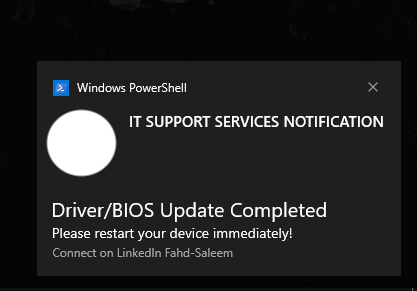 Windows PowerShell
IT SUPPORT SERVICES NOTIFICATION
Driver/BIOS Update Completed
Please restart your device immediately!
Connect on LinkedIn Fahd-Saleem